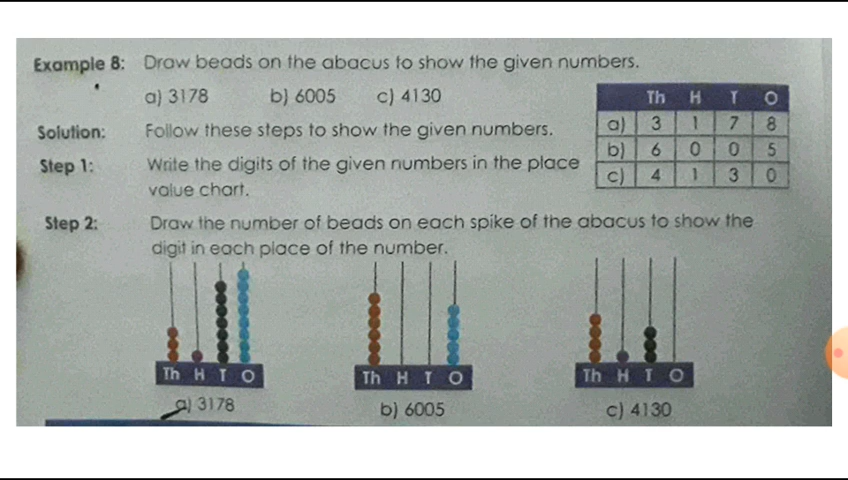 Example 8: Draw beads on the abacus to show the given numbers.
a) 3178 b) 6005 c) 4130
Th H T O
Solution: Follow these steps to show the given numbers.
a) 3 1 7 8
b) 6 0 0 5
c) 4 1 3 0
Step 1: Write the digits of the given numbers in the place
value chart.
Step 2: Draw the number of beads on each spike of the abacus to show the
digit in each place of the number.
Th H T O
Th H T O
Th H T O
a) 3178
b) 6005
c) 4130